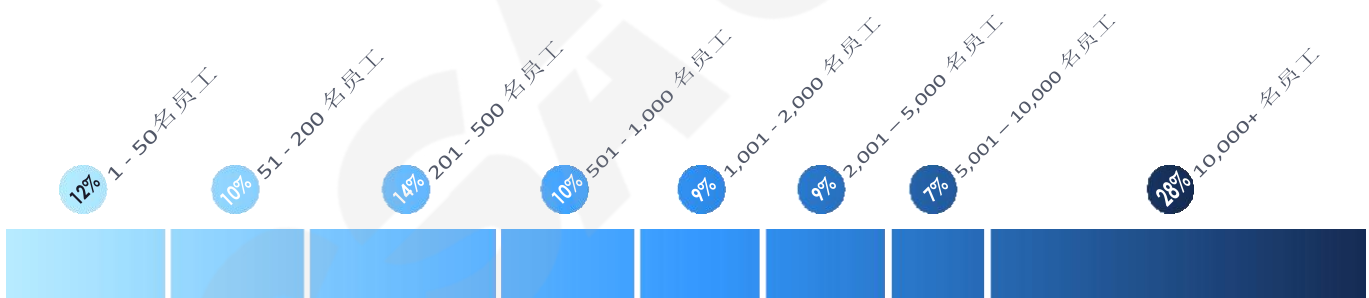 12% 1 - 50名员工
10% 51 - 200 名员工
14% 201 - 500 名员工
10% 501 - 1,000 名员工
9% 1,001 - 2,000 名员工
9% 2,001 – 5,000 名员工
7% 5,001 – 10,000 名员工
28% 10,000+ 名员工